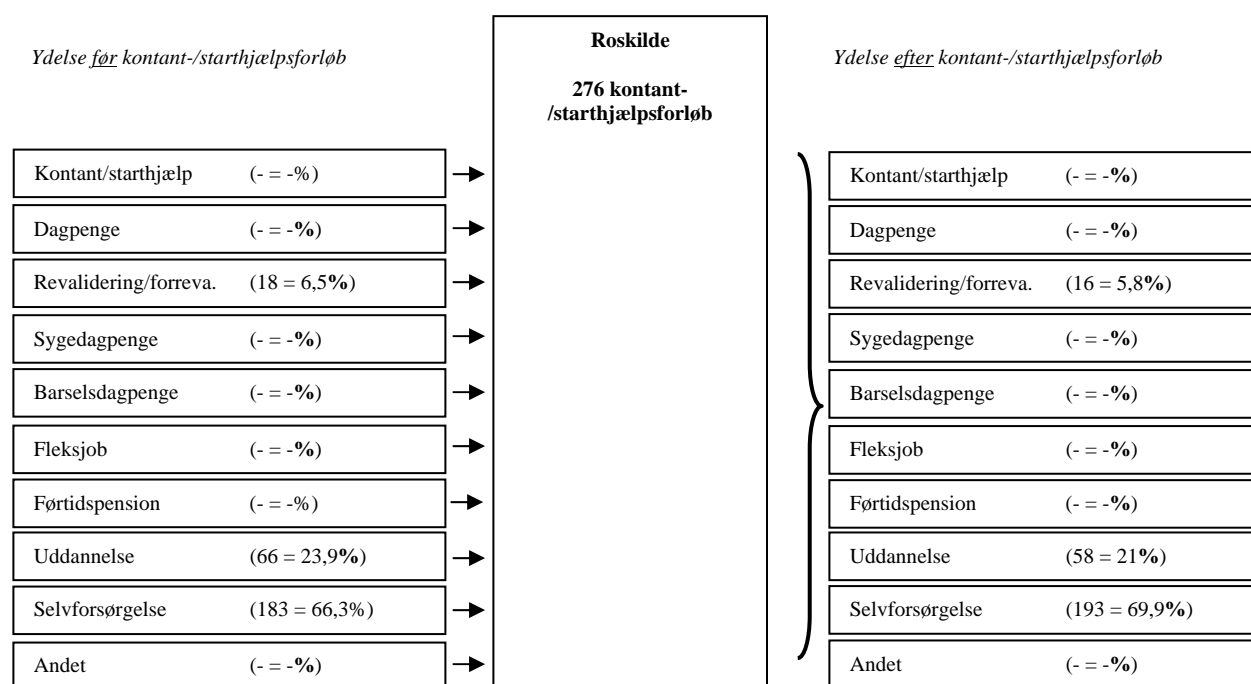 Ydelse før kontant-/starthjælpsforløb
Kontant/starthjælp (- = -%)
Dagpenge (- = -%)
Revalidering/forreva. (18 = 6,5%)
Sygedagpenge (- = -%)
Barselsdagpenge (- = -%)
Fleksjob (- = -%)
Førtidspension (- = -%)
Uddannelse (66 = 23,9%)
Selvforsørgelse (183 = 66,3%)
Andet (- = -%)
Roskilde
276 kontant-
/starthjælpsforløb
Ydelse efter kontant-/starthjælpsforløb
Kontant/starthjælp (- = -%)
Dagpenge (- = -%)
Revalidering/forreva. (16 = 5,8%)
Sygedagpenge (- = -%)
Barselsdagpenge (- = -%)
Fleksjob (- = -%)
Førtidspension (- = -%)
Uddannelse (58 = 21%)
Selvforsørgelse (193 = 69,9%)
Andet (- = -%)